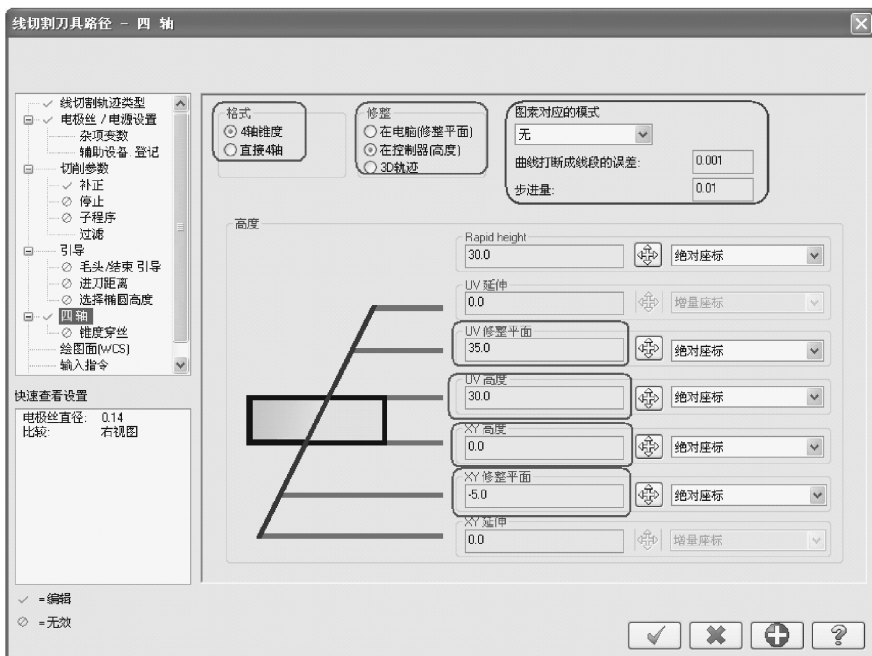 线切割刀具路径 - 四 轴
线切割轨迹类型
电极丝 / 电源设置
杂项变数
辅助设备.登记
切削参数
补正
停止
子程序
过滤
引导
毛头/结束 引导
进刀距离
选择椭圆高度
四 轴
锥度穿丝
绘图面(WCS)
输入指令
快速查看设置
电极丝直径: 0.14
比较: 右视图
=编辑
=无效
格式
4轴锥度
直接4轴
修整
在电脑(修整平面)
在控制器(高度)
3D轨迹
图素对应的模式
无
曲线打断成线段的误差: 0.001
步进量: 0.01
高度
Rapid height
30.0 绝对座标
UV 延伸
0.0 增量座标
UV 修整平面
35.0 绝对座标
UV 高度
30.0 绝对座标
XY 高度
0.0 绝对座标
XY 修整平面
-5.0 绝对座标
XY 延伸
0.0 增量座标